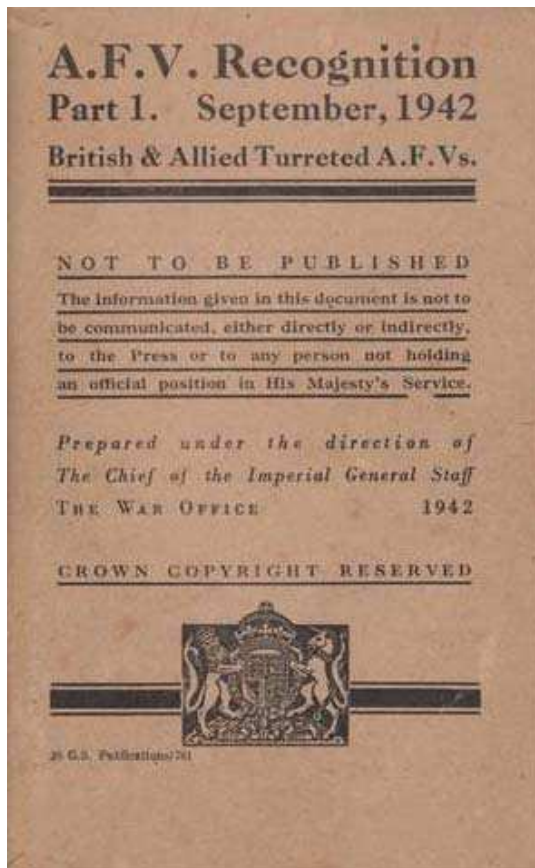 A.F.V. Recognition
Part 1. September, 1942
British & Allied Turreted A.F.Vs.
NOT TO BE PUBLISHED
The information given in this document is not to
be communicated, either directly or indirectly,
to the Press or to any person not holding
an official position in His Majesty's Service.
Prepared under the direction of
The Chief of the Imperial General Staff
THE WAR OFFICE 1942
CROWN COPYRIGHT RESERVED
G.S. Publications/761